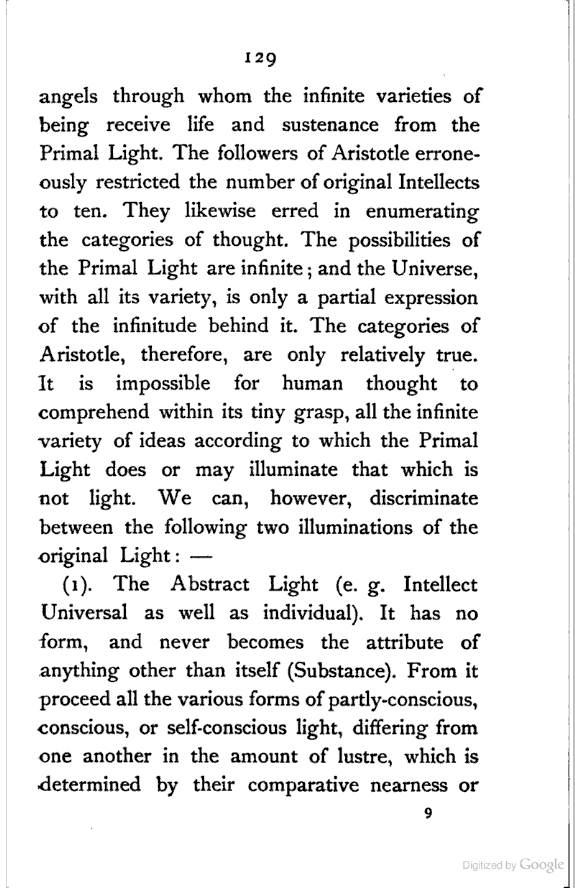 129
angels through whom the infinite varieties of
being receive life and sustenance from the
Primal Light. The followers of Aristotle errone-
ously restricted the number of original Intellects
to ten. They likewise erred in enumerating
the categories of thought. The possibilities of
the Primal Light are infinite; and the Universe,
with all its variety, is only a partial expression
of the infinitude behind it. The categories of
Aristotle, therefore, are only relatively true.
It is impossible for human thought to
comprehend within its tiny grasp, all the infinite
variety of ideas according to which the Primal
Light does or may illuminate that which is
not light. We can, however, discriminate
between the following two illuminations of the
original Light: —
(1). The Abstract Light (e. g. Intellect
Universal as well as individual). It has no
form, and never becomes the attribute of
anything other than itself (Substance). From it
proceed all the various forms of partly-conscious,
conscious, or self-conscious light, differing from
one another in the amount of lustre, which is
determined by their comparative nearness or
9
Digitized by Google